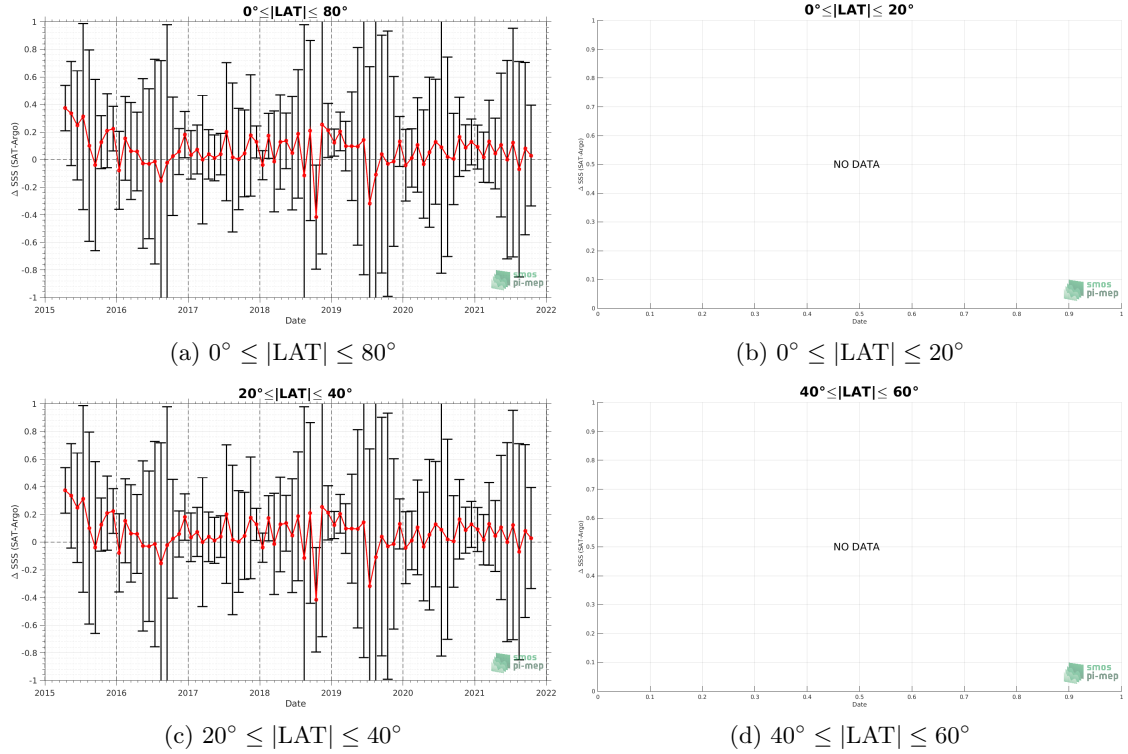 0°≤|LAT|≤ 80°
1
0.8
0.6
0.4
0.2
0
-0.2
-0.4
-0.6
-0.8
-1
Δ SSS (SAT-Argo)
2015 2016 2017 2018 2019 2020 2021 2022
Date
smos
pi-mep
(a) 0° ≤ |LAT| ≤ 80°
0°≤|LAT|≤ 20°
1
0.9
0.8
0.7
0.6
0.5
0.4
0.3
0.2
0.1
0
Δ SSS (SAT-Argo)
NO DATA
0 0.1 0.2 0.3 0.4 0.5 0.6 0.7 0.8 0.9 1
Date
smos
pi-mep
(b) 0° ≤ |LAT| ≤ 20°
20°≤|LAT|≤ 40°
1
0.8
0.6
0.4
0.2
0
-0.2
-0.4
-0.6
-0.8
-1
Δ SSS (SAT-Argo)
2015 2016 2017 2018 2019 2020 2021 2022
Date
smos
pi-mep
(c) 20° ≤ |LAT| ≤ 40°
40°≤|LAT|≤ 60°
1
0.9
0.8
0.7
0.6
0.5
0.4
0.3
0.2
0.1
0
Δ SSS (SAT-Argo)
NO DATA
0 0.1 0.2 0.3 0.4 0.5 0.6 0.7 0.8 0.9 1
Date
smos
pi-mep
(d) 40° ≤ |LAT| ≤ 60°